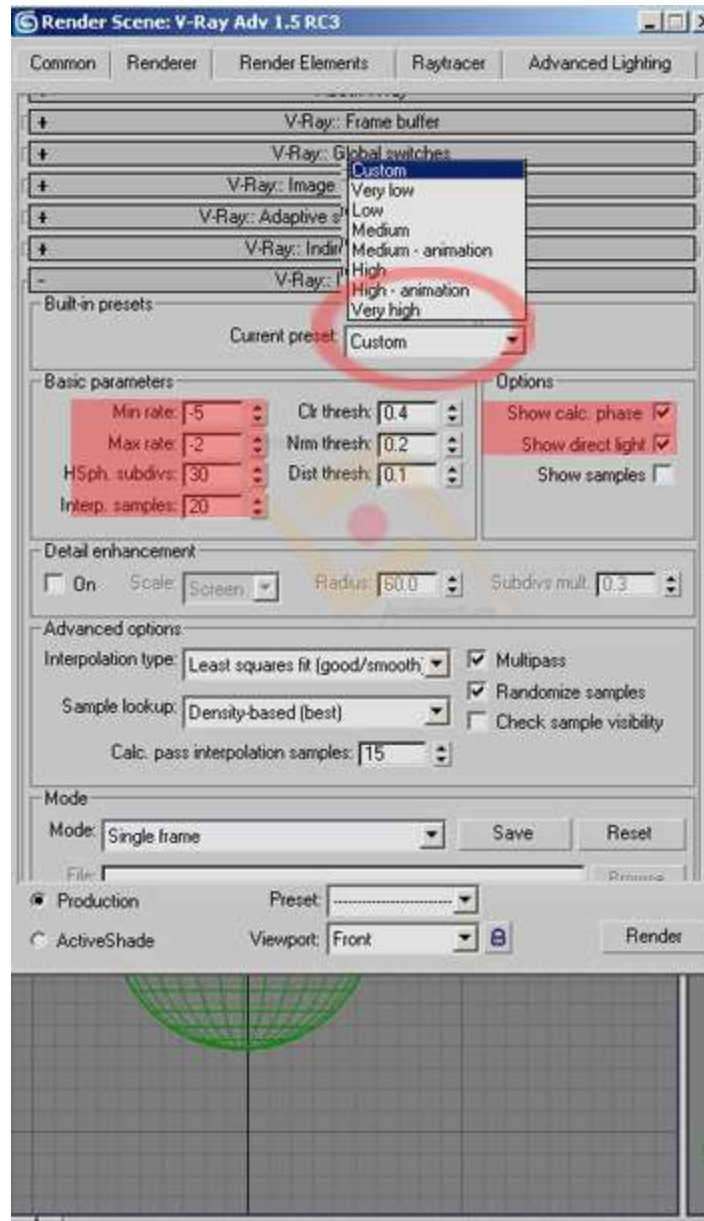 Render Scene: V-Ray Adv 1.5 RC3
Common Renderer Render Elements Raytracer Advanced Lighting
+ V-Ray:: Frame buffer
+ V-Ray:: Global switches
+ V-Ray:: Image
+ V-Ray:: Adaptive s
+ V-Ray:: Indir
- V-Ray::
Custom
Very low
Low
Medium
Medium - animation
High
High - animation
Very high
Built-in presets
Current preset: Custom
Basic parameters
Min rate: -5 Clr thresh: 0.4
Max rate: -2 Nrm thresh: 0.2
HSph. subdivs: 30 Dist thresh: 0.1
Interp. samples: 20
Options
Show calc. phase
Show direct light
Show samples
Detail enhancement
On Scale: Screen Radius: 60.0 Subdivs mult. 0.3
Advanced options
Interpolation type: Least squares fit (good/smooth)
Sample lookup: Density-based (best)
Calc. pass interpolation samples: 15
Multipass
Randomize samples
Check sample visibility
Mode
Mode: Single frame Save Reset
File: Browse
Production Preset: -------------------------
ActiveShade Viewport: Front Render